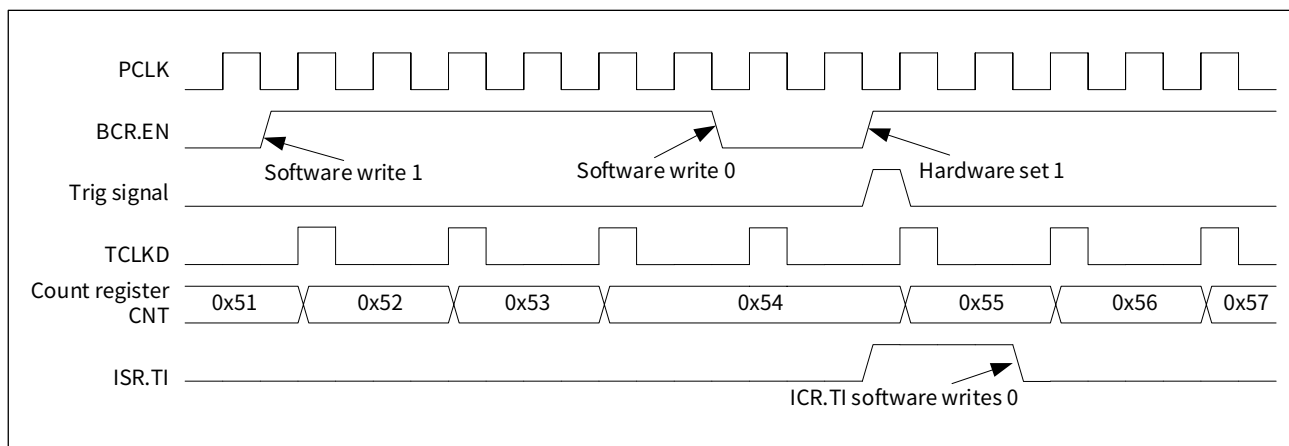 PCLK
BCR.EN
Software write 1
Software write 0
Hardware set 1
Trig signal
TCLKD
Count register
CNT
0x51
0x52
0x53
0x54
0x55
0x56
0x57
ISR.TI
ICR.TI software writes 0